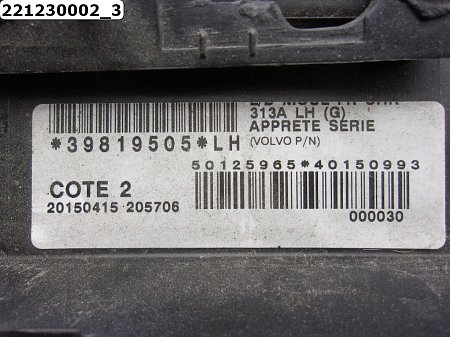 221230002_3
313A LH (G)
*39819505*LH
APPRETE SERIE
(VOLVO P/N)
50125965*40150993
COTE 2
20150415 205706
000030